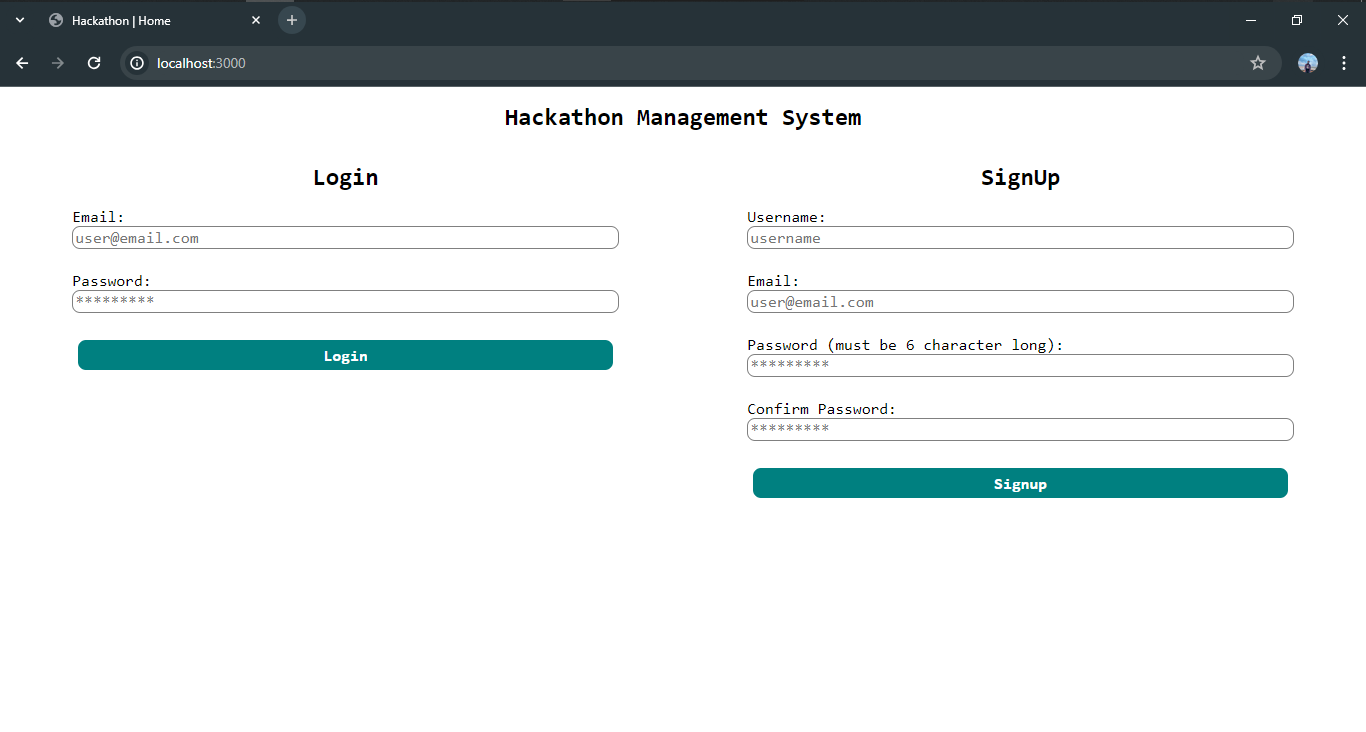 Hackathon | Home
localhost:3000
Hackathon Management System
Login
Email:
user@email.com
Password:
*********
Login
SignUp
Username:
username
Email:
user@email.com
Password (must be 6 character long):
*********
Confirm Password:
*********
Signup